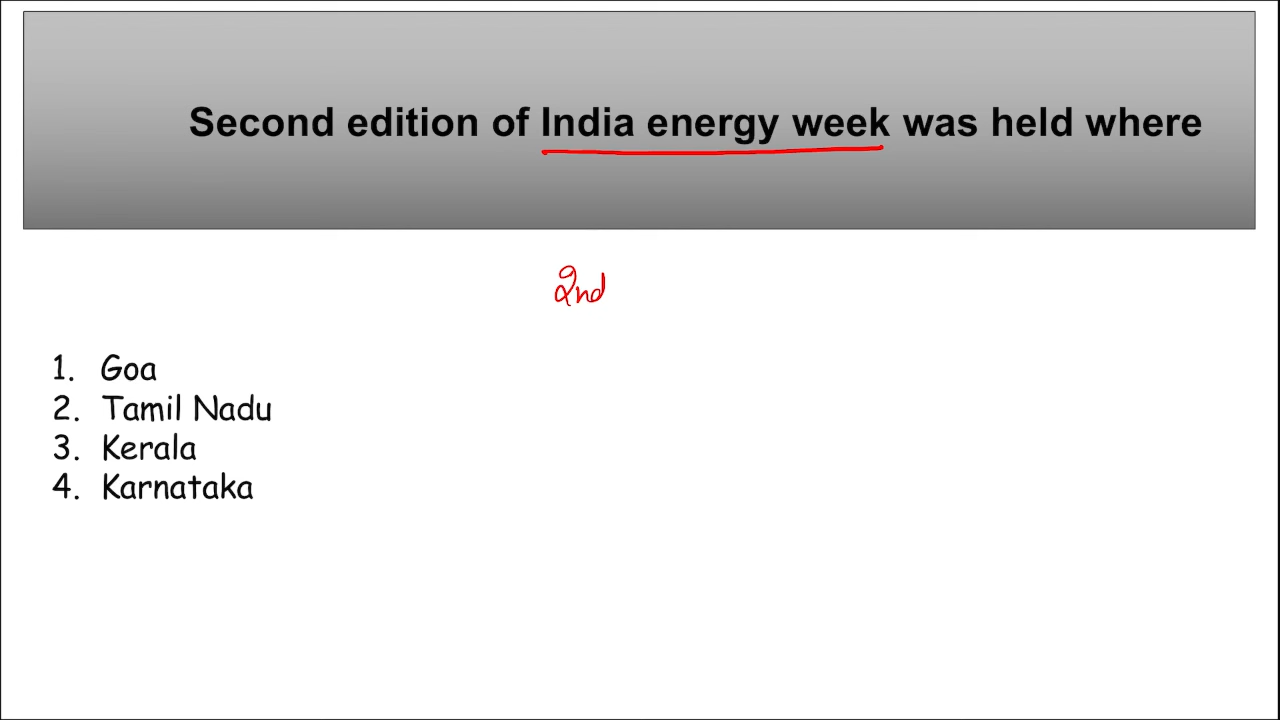 Second edition of India energy week was held where
2nd
1. Goa
2. Tamil Nadu
3. Kerala
4. Karnataka